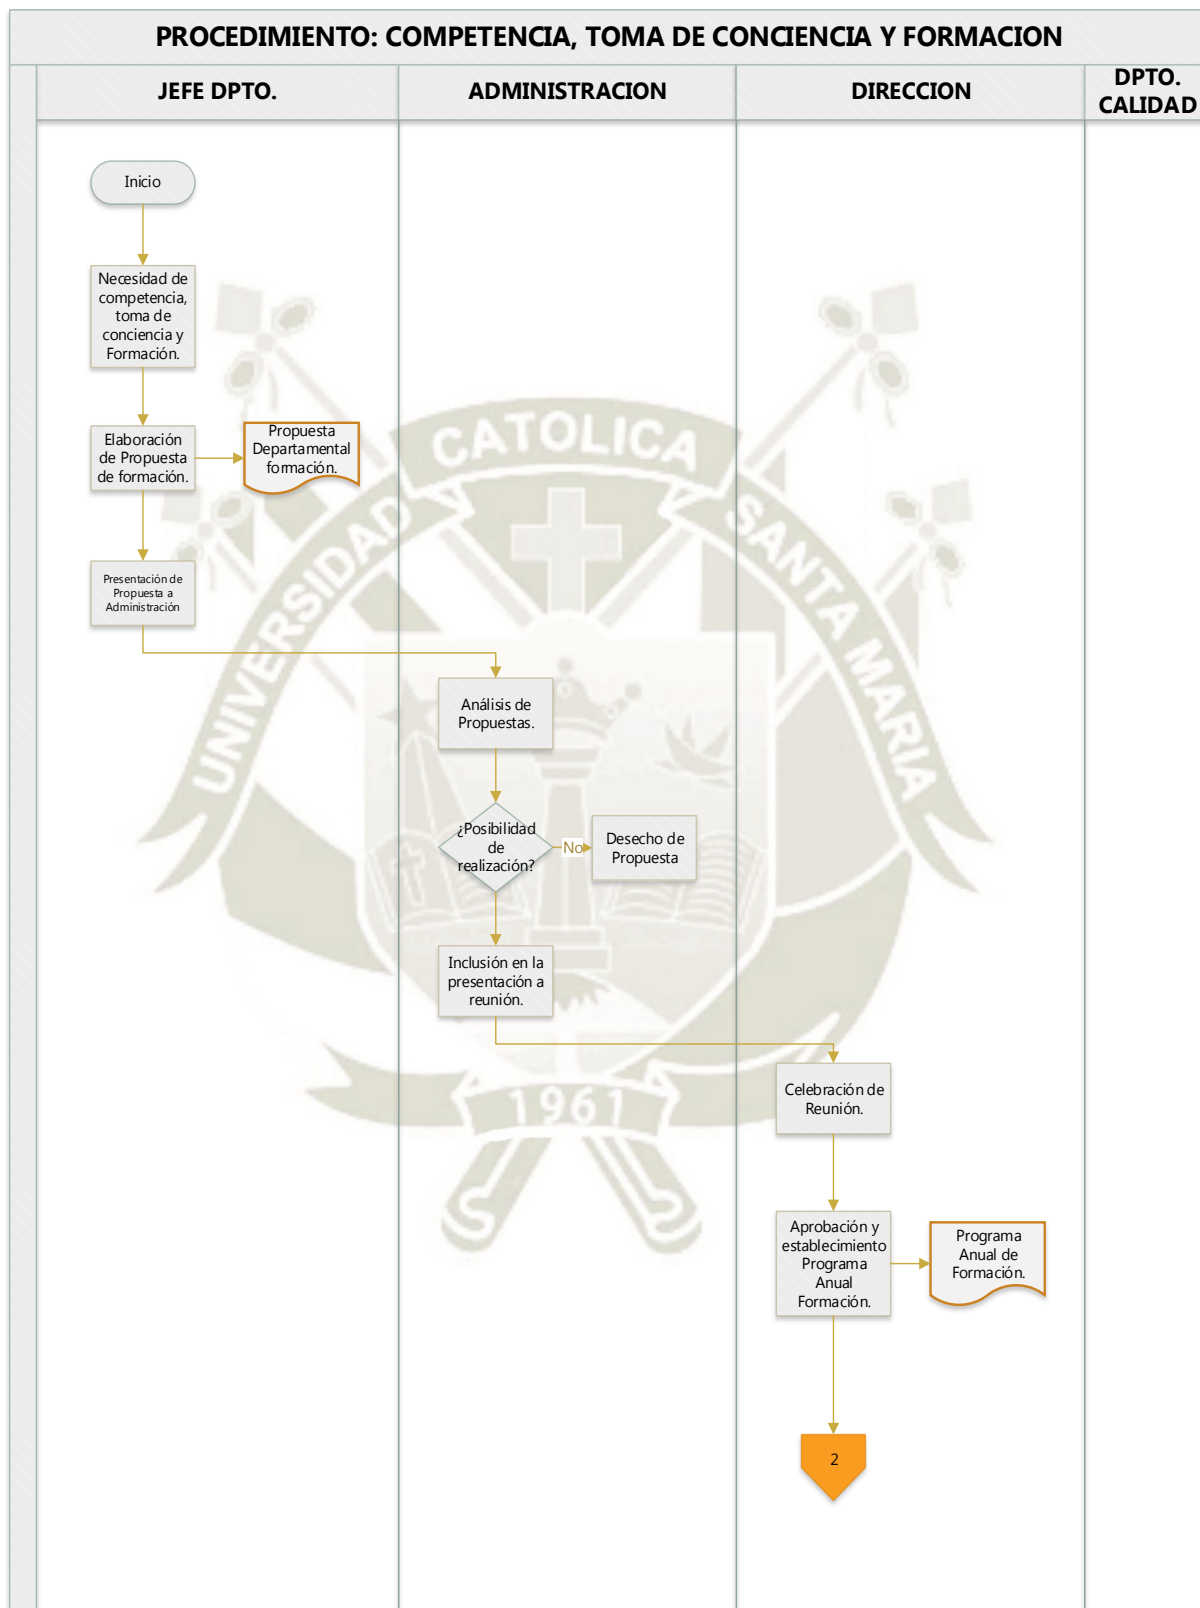 PROCEDIMIENTO: COMPETENCIA, TOMA DE CONCIENCIA Y FORMACION
JEFE DPTO.
ADMINISTRACION
DIRECCION
DPTO.
CALIDAD
Inicio
Necesidad de
competencia,
toma de
conciencia y
Formación.
Elaboración
de Propuesta
de formación.
Propuesta
Departamental
formación.
Presentación de
Propuesta a
Administración
Análisis de
Propuestas.
¿Posibilidad
de
realización?
No
Desecho de
Propuesta
Inclusión en la
presentación a
reunión.
Celebración de
Reunión.
Aprobación y
establecimiento
Programa
Anual
Formación.
Programa
Anual de
Formación.
2
UNIVERSIDAD CATOLICA SANTA MARIA
1961